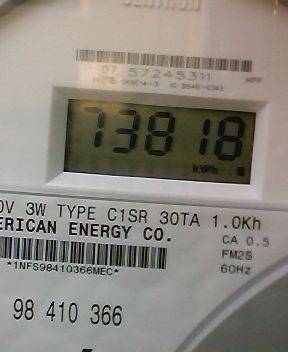 CENTRON
07 57245311
73818
kWh
0V 3W TYPE C1SR 30TA 1.0Kh
ERICAN ENERGY CO.
CA 0.5
FM2S
*1NFS98410366MEC*
60Hz
98 410 366